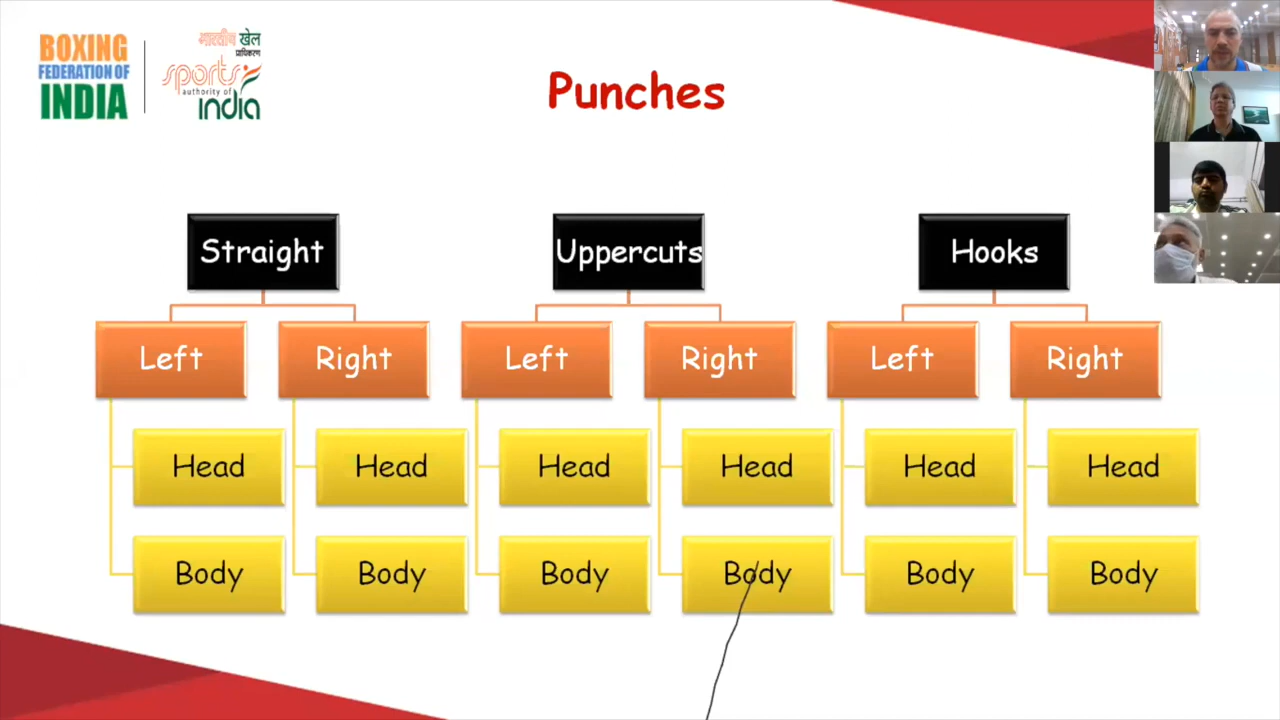 BOXING
FEDERATION OF
INDIA
भारतीय खेल
प्राधिकरण
sports
authority of
india
Punches
Straight
Uppercuts
Hooks
Left
Right
Left
Right
Left
Right
Head
Head
Head
Head
Head
Head
Body
Body
Body
Body
Body
Body